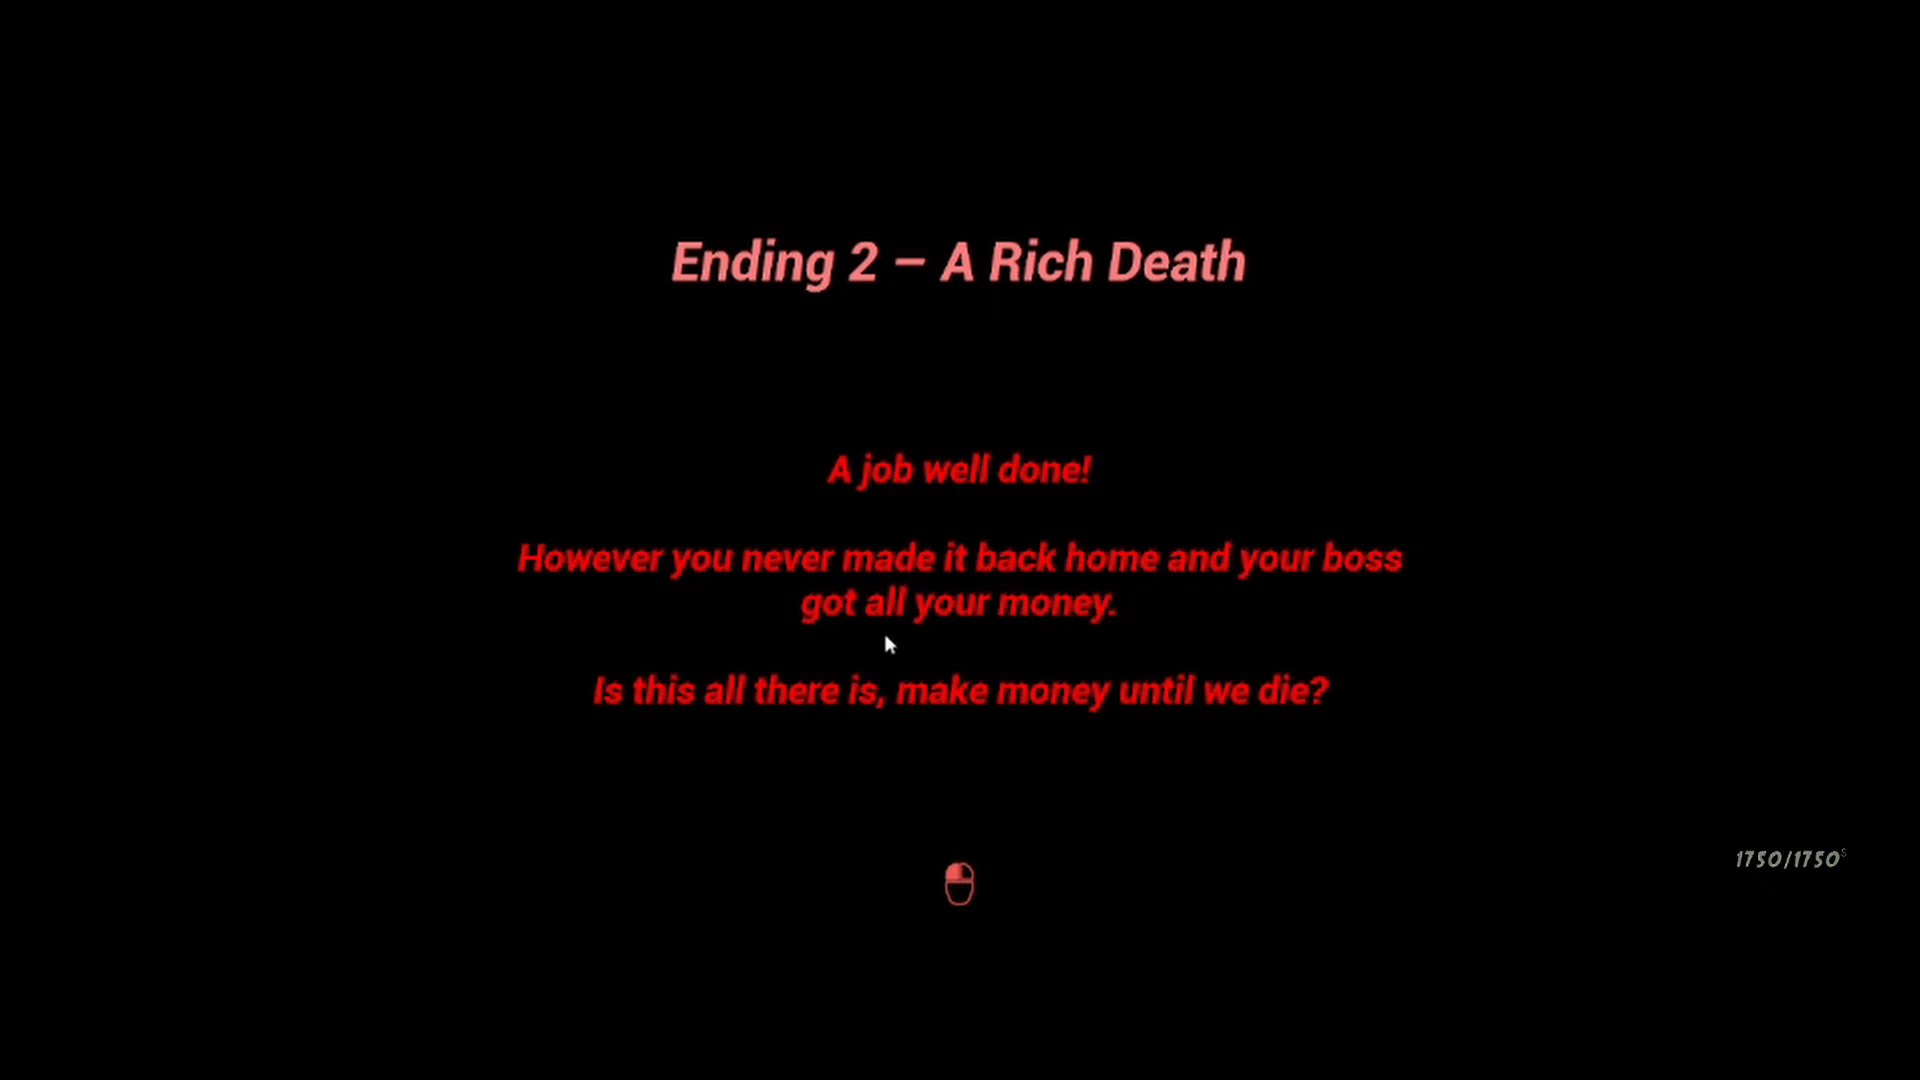 Ending 2 – A Rich Death
A job well done!
However you never made it back home and your boss
got all your money.
Is this all there is, make money until we die?
1750/1750$